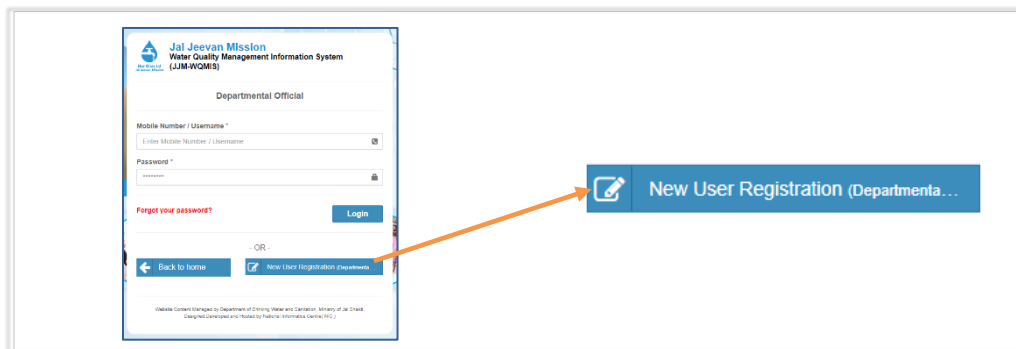 Jal Jeevan Mission
Water Quality Management Information System
(JJM-WQMIS)
Departmental Official
Mobile Number / Username *
Enter Mobile Number / Username
Password *
********
Forgot your password?
Login
- OR -
Back to home
New User Registration (Departmenta...
New User Registration (Departmenta...
Website Content Managed by Department of Drinking Water and Sanitation, Ministry of Jal Shakti,
Designed,Developed and Hosted by National Informatics Centre( NIC )